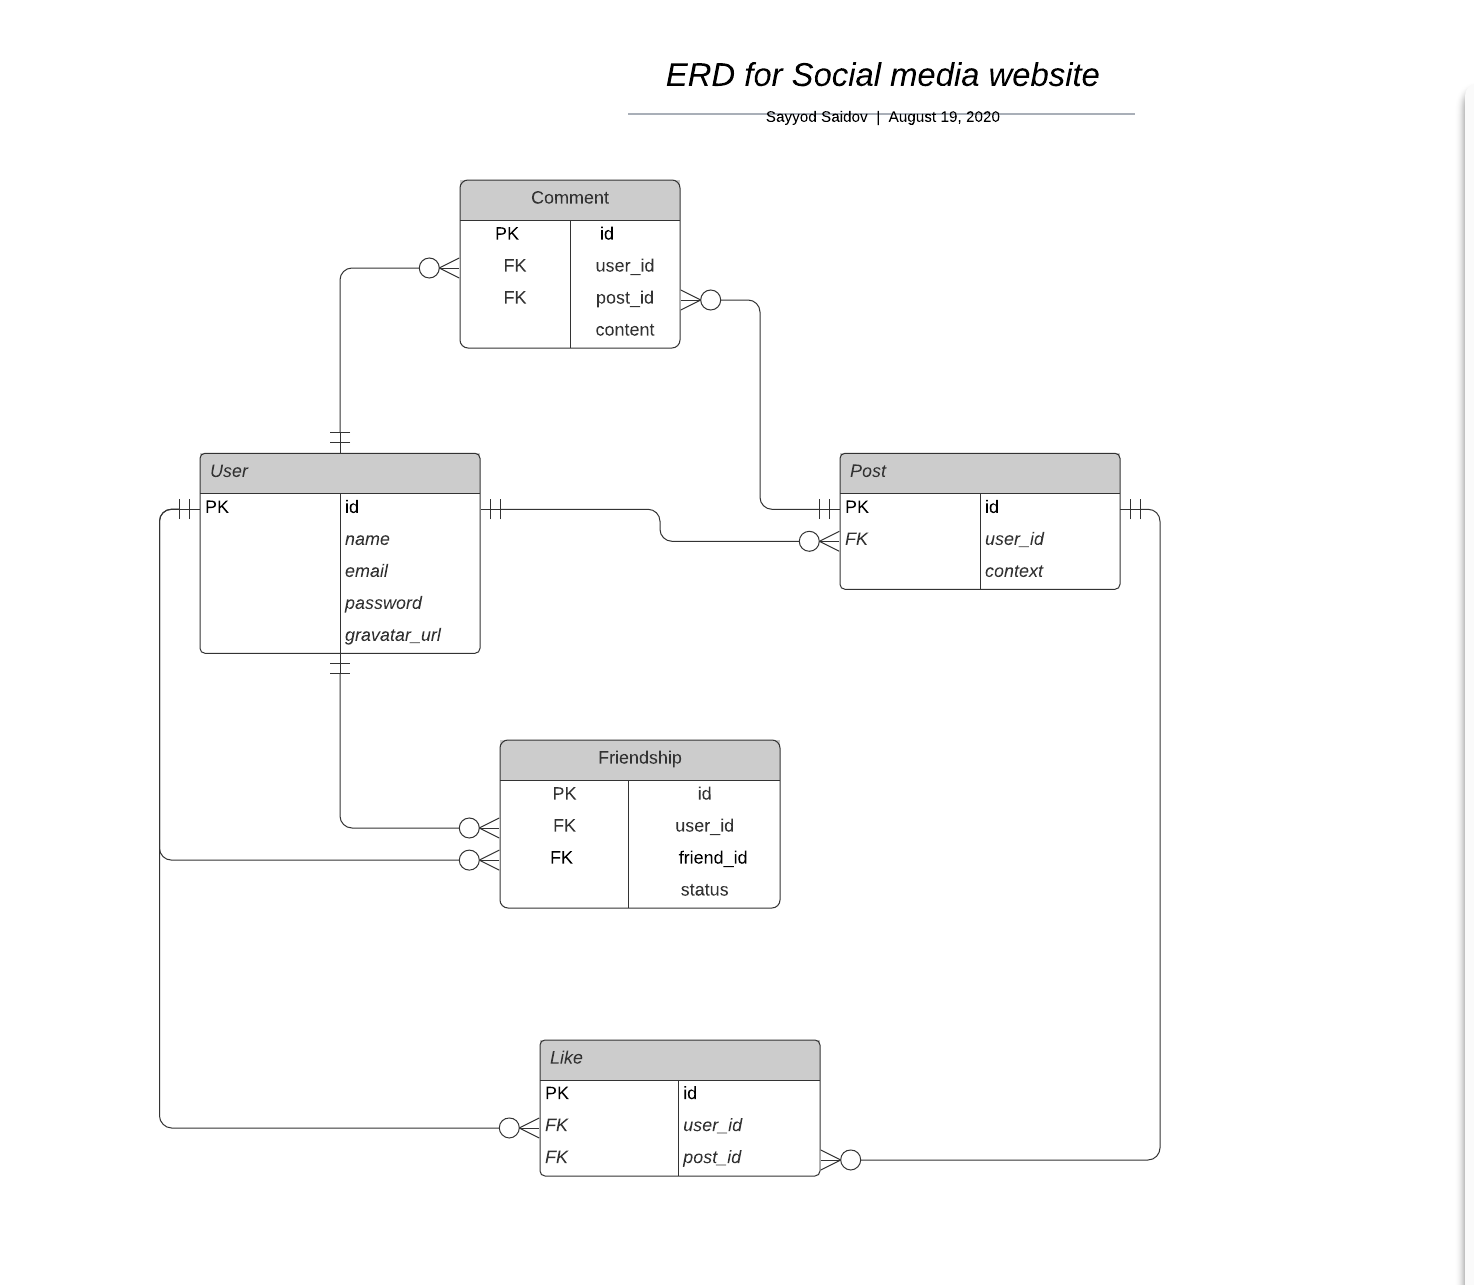 ERD for Social media website
Sayyod Saidov | August 19, 2020
Comment
PK id
FK user_id
FK post_id
content
User
PK id
name
email
password
gravatar_url
Post
PK id
FK user_id
context
Friendship
PK id
FK user_id
FK friend_id
status
Like
PK id
FK user_id
FK post_id